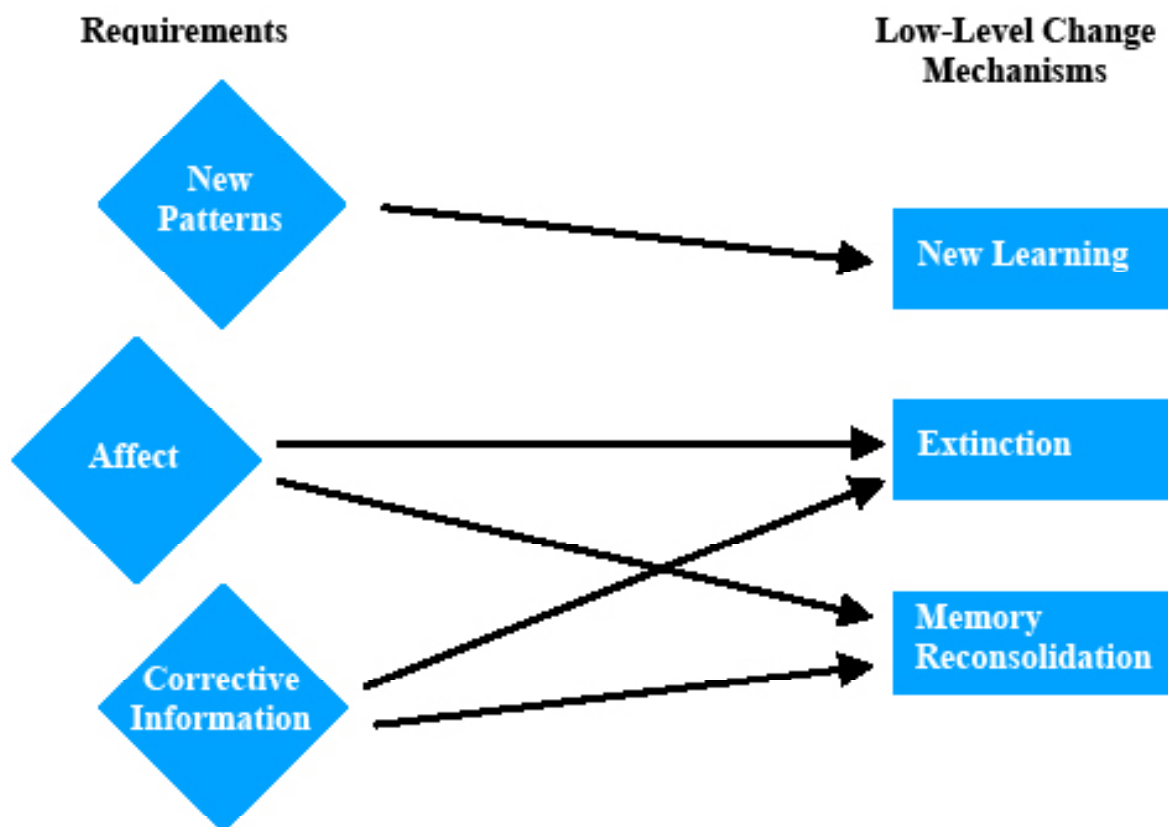 Requirements
Low-Level Change
Mechanisms
New
Patterns
New Learning
Affect
Extinction
Corrective
Information
Memory
Reconsolidation